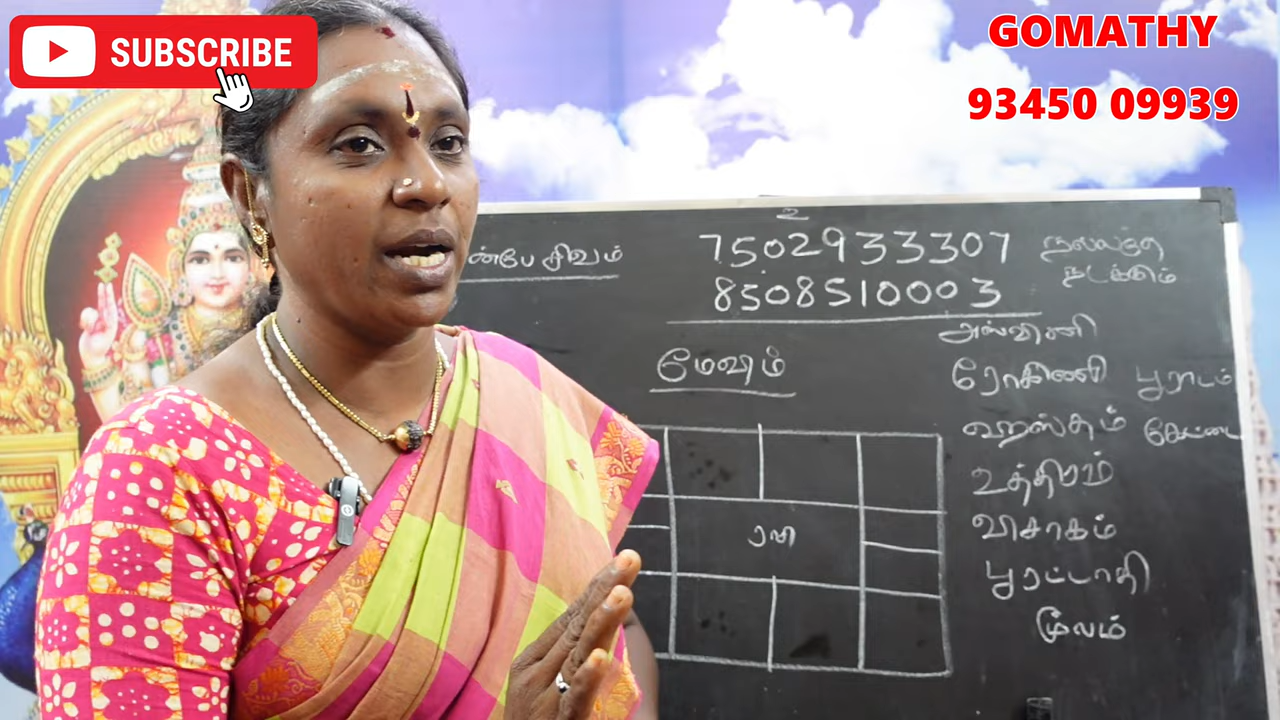 SUBSCRIBE
GOMATHY
93450 09939
2
ன்பே சிவம்
7502933307
நல்லதே
நடக்கும்
8508510003
மேஷம்
அஸ்வினி
ரோகிணி பூராடம்
ஹஸ்தம் கேட்டை
உத்திரம்
விசாகம்
பூரட்டாதி
மூலம்